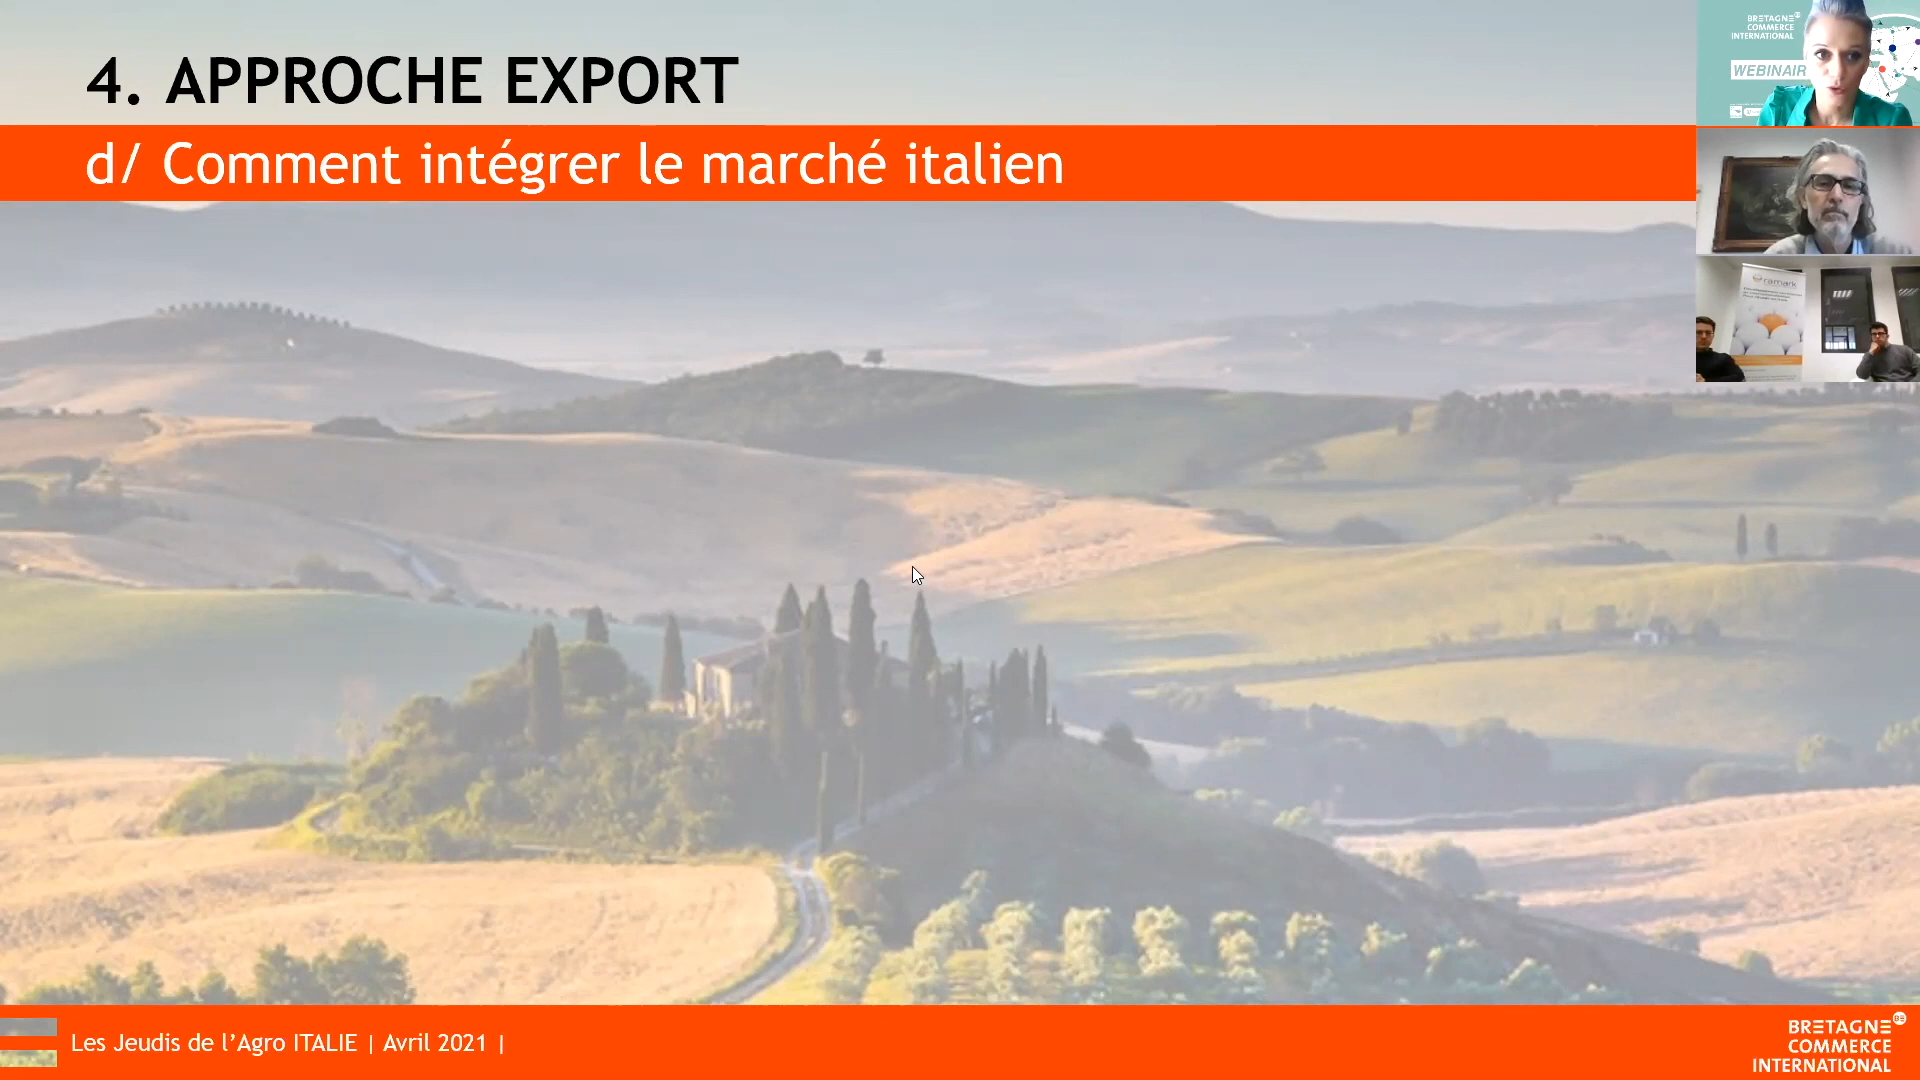 4. APPROCHE EXPORT
d/ Comment intégrer le marché italien
BRETAGNE
COMMERCE
INTERNATIONAL
WEBINAIR
ramark
Les Jeudis de l’Agro ITALIE | Avril 2021 |
BRETAGNE
COMMERCE
INTERNATIONAL